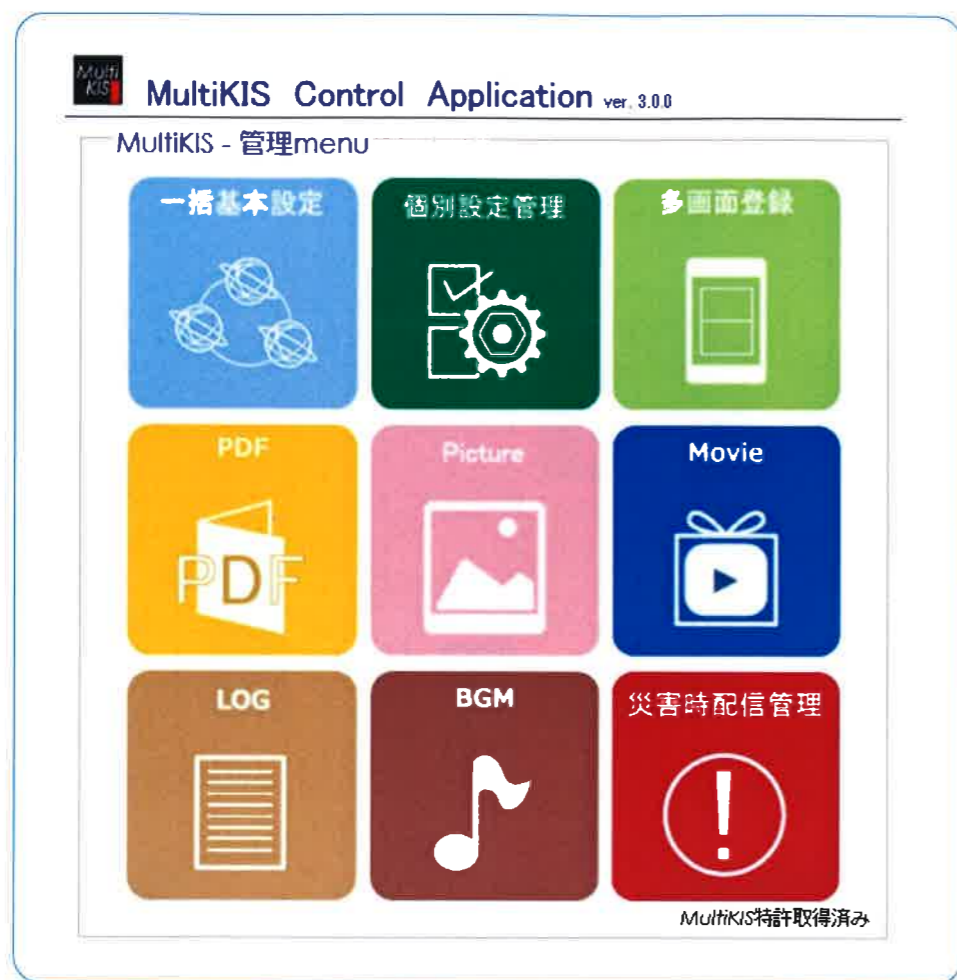 Multi
KIS
MultiKIS Control Application ver. 3.0.0
MultiKIS - 管理menu
一括基本設定
個別設定管理
多画面登録
PDF
Picture
Movie
PDF
LOG
BGM
災害時配信管理
MultiKIS特許取得済み